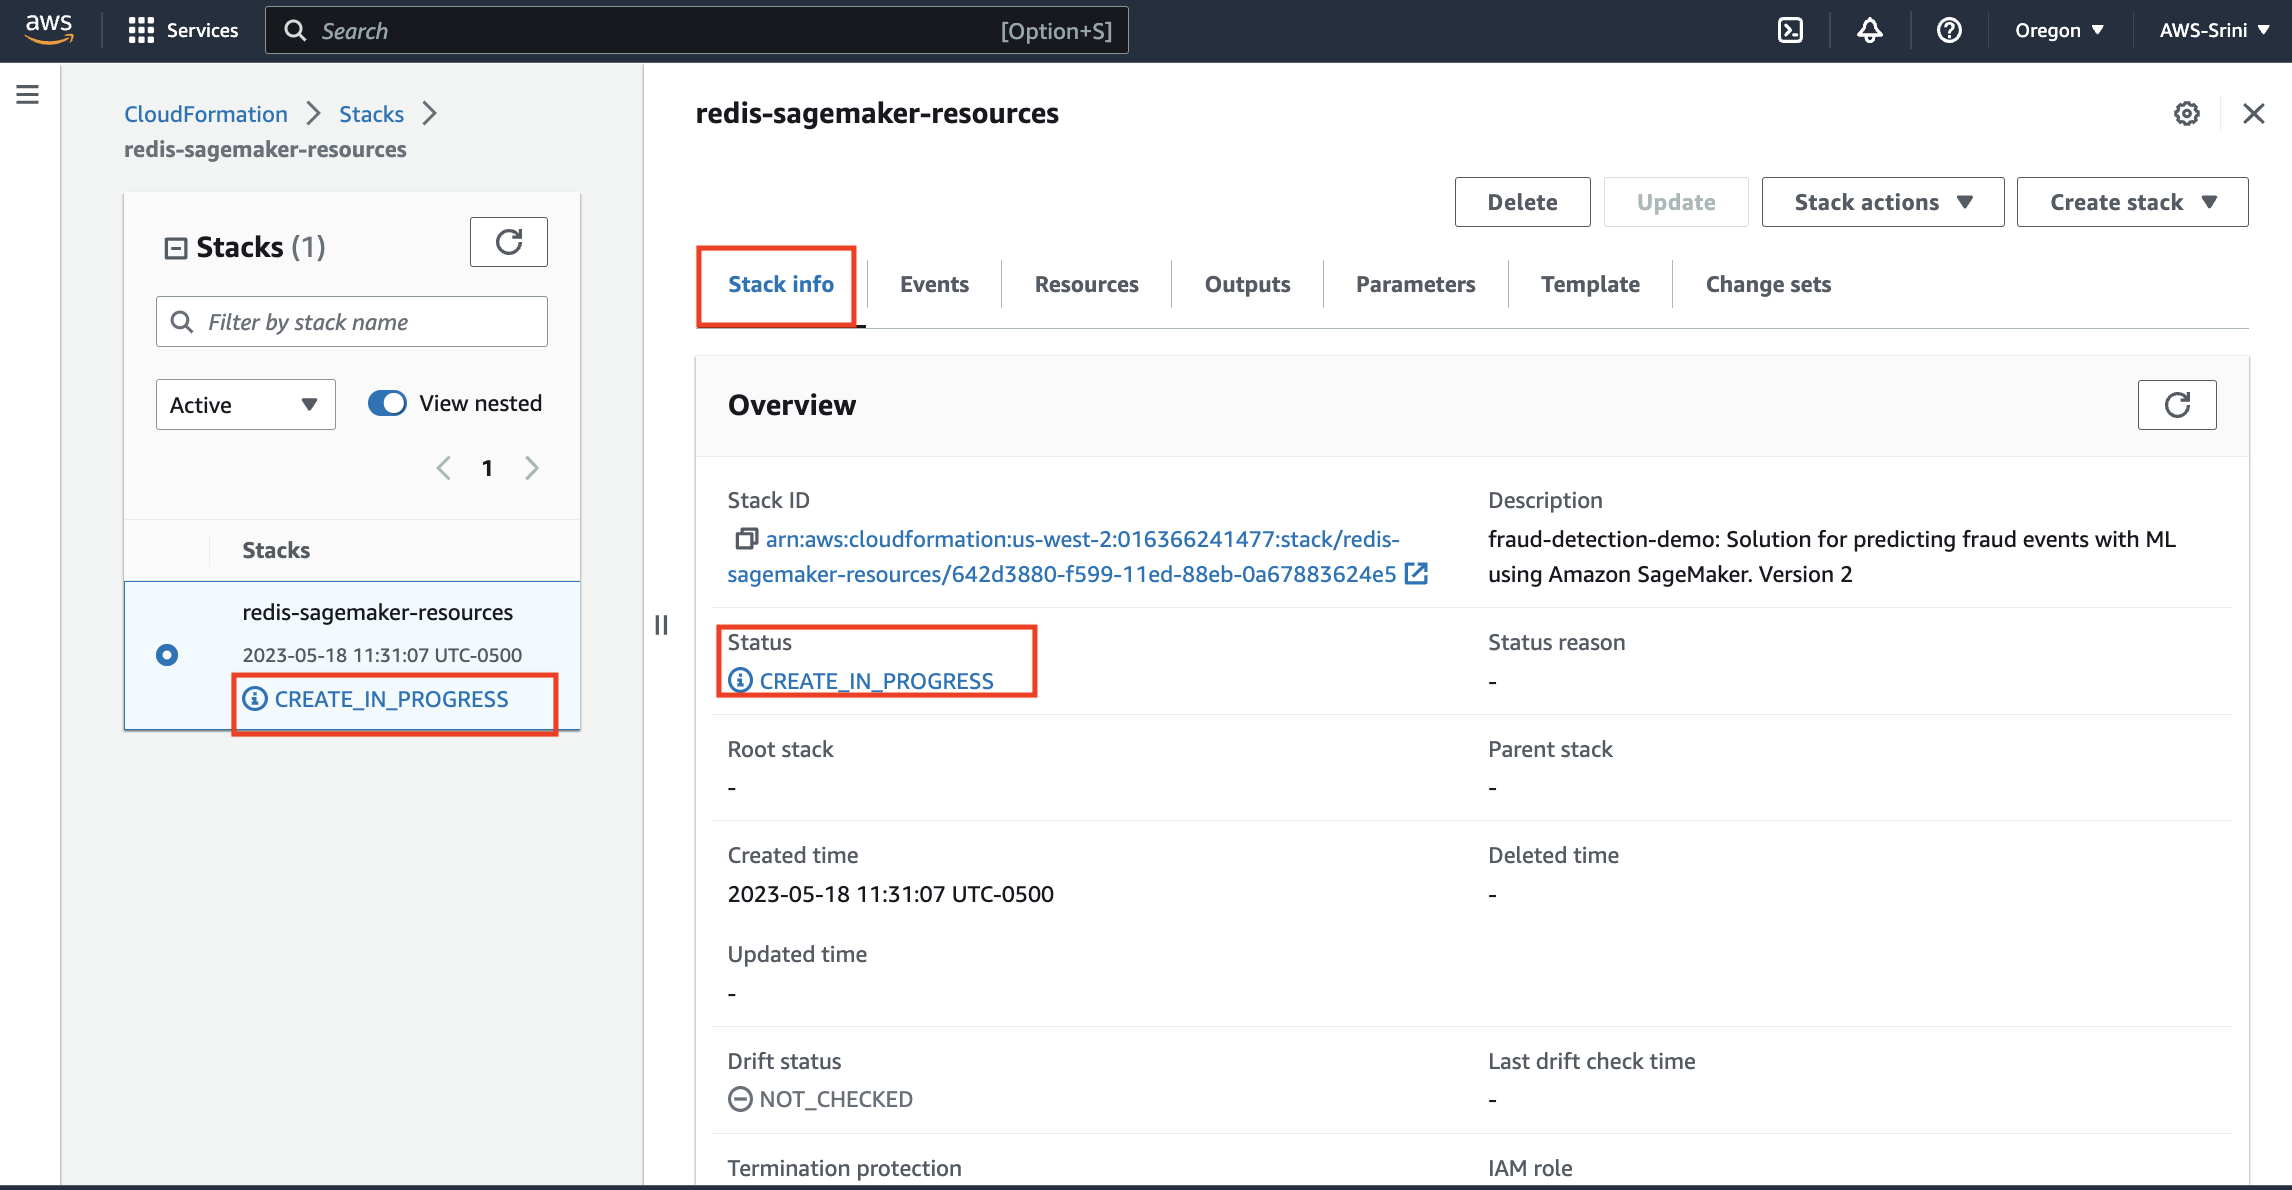 aws
Services
Search [Option+S]
Oregon
AWS-Srini
CloudFormation
Stacks
redis-sagemaker-resources
Stacks (1)
Filter by stack name
Active
View nested
1
Stacks
redis-sagemaker-resources
2023-05-18 11:31:07 UTC-0500
CREATE_IN_PROGRESS
redis-sagemaker-resources
Delete
Update
Stack actions
Create stack
Stack info
Events
Resources
Outputs
Parameters
Template
Change sets
Overview
Stack ID
arn:aws:cloudformation:us-west-2:016366241477:stack/redis-
sagemaker-resources/642d3880-f599-11ed-88eb-0a67883624e5
Description
fraud-detection-demo: Solution for predicting fraud events with ML
using Amazon SageMaker. Version 2
Status
CREATE_IN_PROGRESS
Status reason
-
Root stack
-
Parent stack
-
Created time
2023-05-18 11:31:07 UTC-0500
Deleted time
-
Updated time
-
Drift status
NOT_CHECKED
Last drift check time
-
Termination protection
IAM role